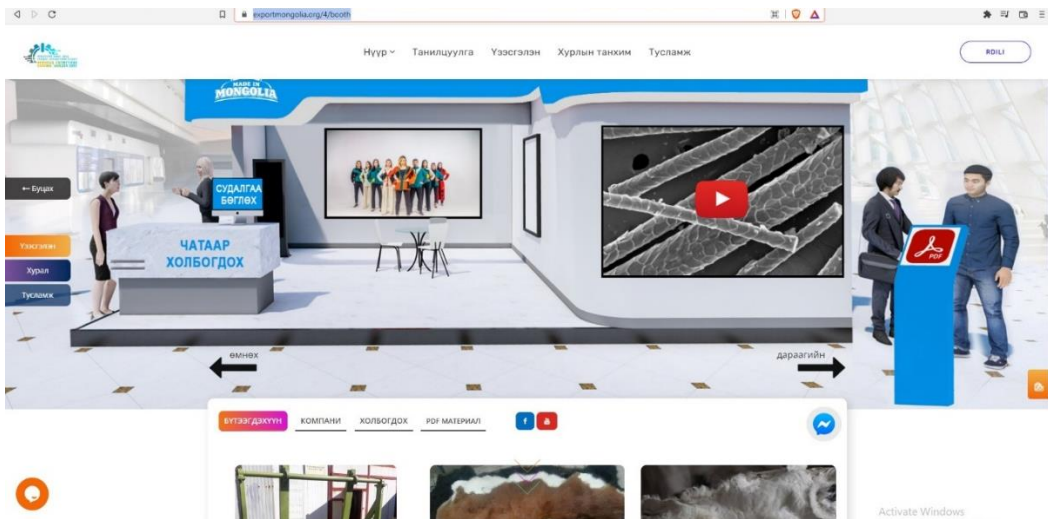 exportmongolia.org/4/booth
Нүүр Танилцуулга Үзэсгэлэн Хурлын танхим Тусламж
RDILI
MADE IN
MONGOLIA
← Буцах
СУДАЛГАА
БӨГЛӨХ
Үзэсгэлэн
ЧАТААР
ХОЛБОГДОХ
Хурал
Тусламж
PDF
өмнөх
дараагийн
БҮТЭЭГДЭХҮҮН КОМПАНИ ХОЛБОГДОХ PDF МАТЕРИАЛ
Activate Windows